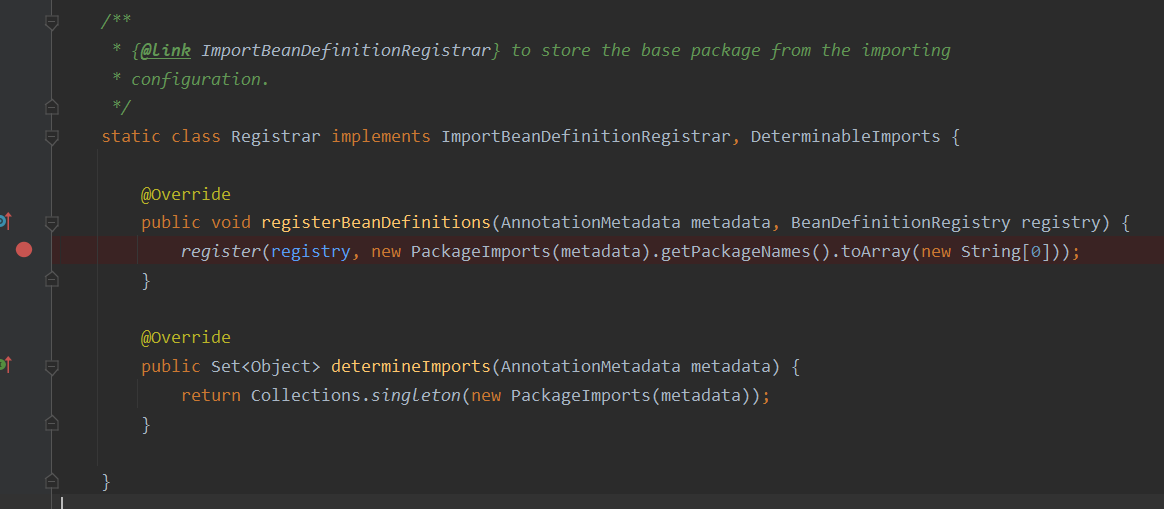 /**
* {@link ImportBeanDefinitionRegistrar} to store the base package from the importing
* configuration.
*/
static class Registrar implements ImportBeanDefinitionRegistrar, DeterminableImports {
@Override
public void registerBeanDefinitions(AnnotationMetadata metadata, BeanDefinitionRegistry registry) {
register(registry, new PackageImports(metadata).getPackageNames().toArray(new String[0]));
}
@Override
public Set<Object> determineImports(AnnotationMetadata metadata) {
return Collections.singleton(new PackageImports(metadata));
}
}